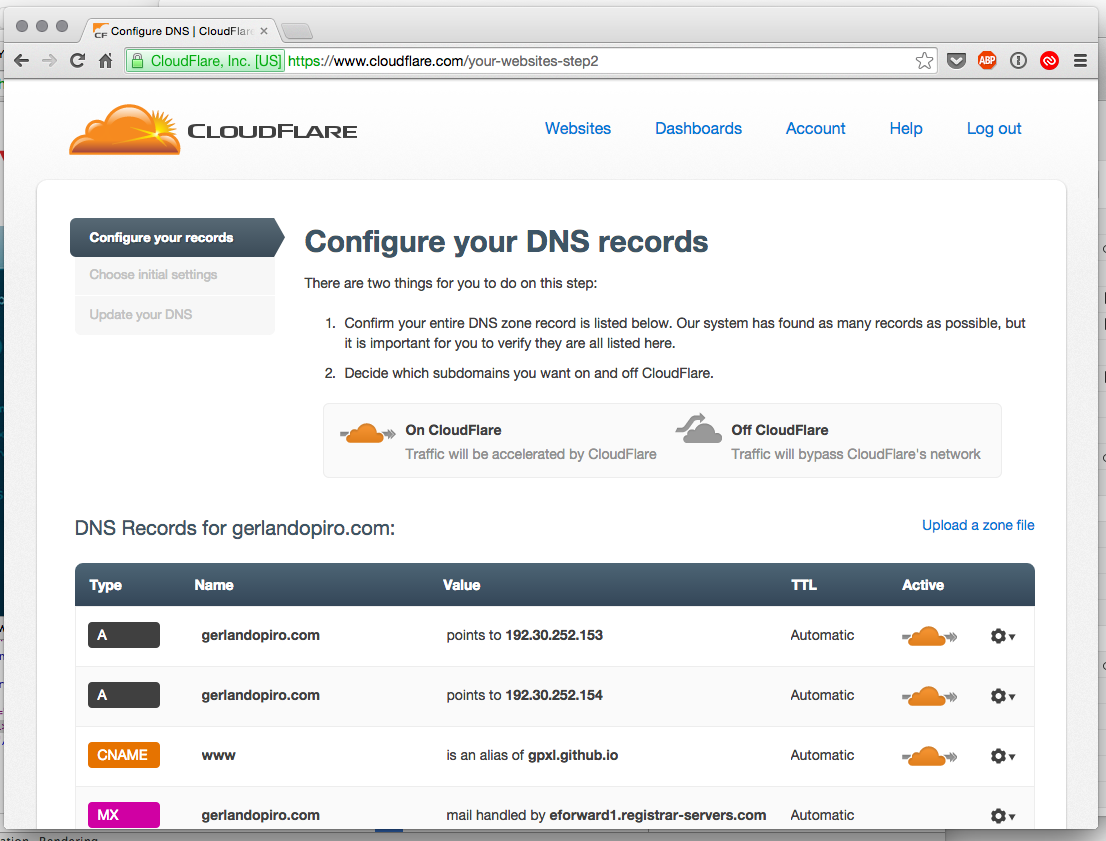 Configure DNS | CloudFlar
CloudFlare, Inc. [US] https://www.cloudflare.com/your-websites-step2
ABP
CLOUDFLARE
Websites Dashboards Account Help Log out
Configure your records
Choose initial settings
Update your DNS
Configure your DNS records
There are two things for you to do on this step:
1. Confirm your entire DNS zone record is listed below. Our system has found as many records as possible, but
it is important for you to verify they are all listed here.
2. Decide which subdomains you want on and off CloudFlare.
On CloudFlare
Traffic will be accelerated by CloudFlare
Off CloudFlare
Traffic will bypass CloudFlare's network
DNS Records for gerlandopiro.com:
Upload a zone file
Type Name Value TTL Active
A gerlandopiro.com points to 192.30.252.153 Automatic
A gerlandopiro.com points to 192.30.252.154 Automatic
CNAME www is an alias of gpxl.github.io Automatic
MX gerlandopiro.com mail handled by eforward1.registrar-servers.com Automatic